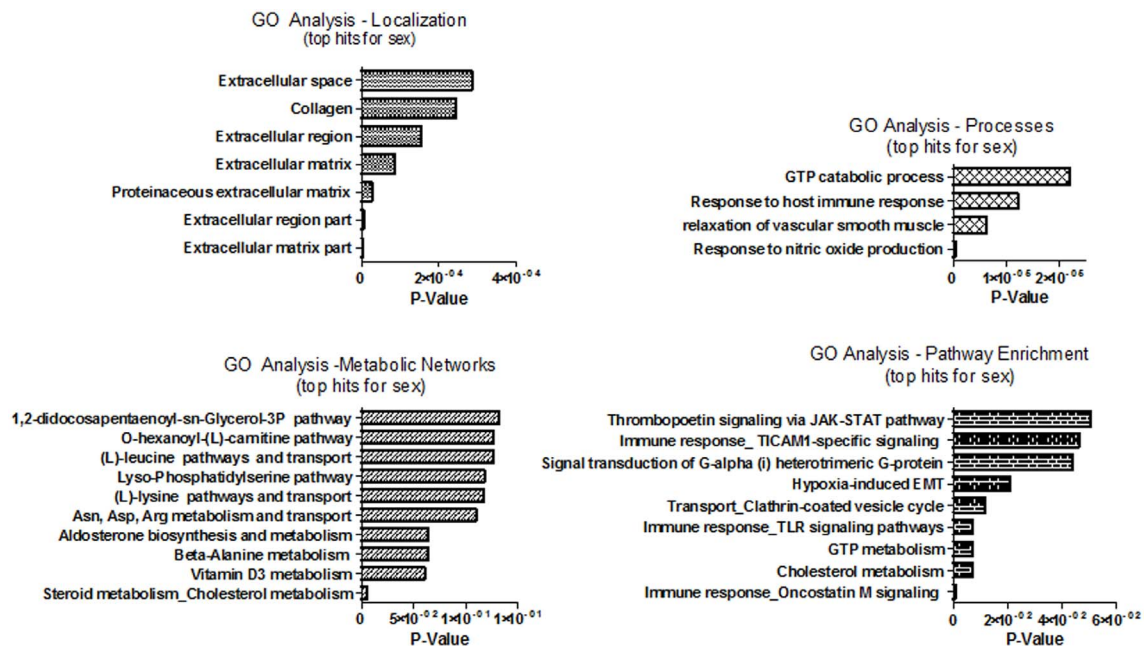 GO Analysis - Localization
(top hits for sex)
Extracellular space
Collagen
Extracellular region
Extracellular matrix
Proteinaceous extracellular matrix
Extracellular region part
Extracellular matrix part
0 2×10-04 4×10-04
P-Value
GO Analysis - Processes
(top hits for sex)
GTP catabolic process
Response to host immune response
relaxation of vascular smooth muscle
Response to nitric oxide production
0 1×10-05 2×10-05
P-Value
GO Analysis -Metabolic Networks
(top hits for sex)
1,2-didocosapentaenoyl-sn-Glycerol-3P pathway
O-hexanoyl-(L)-carnitine pathway
(L)-leucine pathways and transport
Lyso-Phosphatidylserine pathway
(L)-lysine pathways and transport
Asn, Asp, Arg metabolism and transport
Aldosterone biosynthesis and metabolism
Beta-Alanine metabolism
Vitamin D3 metabolism
Steroid metabolism_Cholesterol metabolism
0 5×10-02 1×10-01 1×10-01
P-Value
GO Analysis - Pathway Enrichment
(top hits for sex)
Thrombopoetin signaling via JAK-STAT pathway
Immune response_ TICAM1-specific signaling
Signal transduction of G-alpha (i) heterotrimeric G-protein
Hypoxia-induced EMT
Transport_Clathrin-coated vesicle cycle
Immune response_TLR signaling pathways
GTP metabolism
Cholesterol metabolism
Immune response_Oncostatin M signaling
0 2×10-02 4×10-02 6×10-02
P-Value